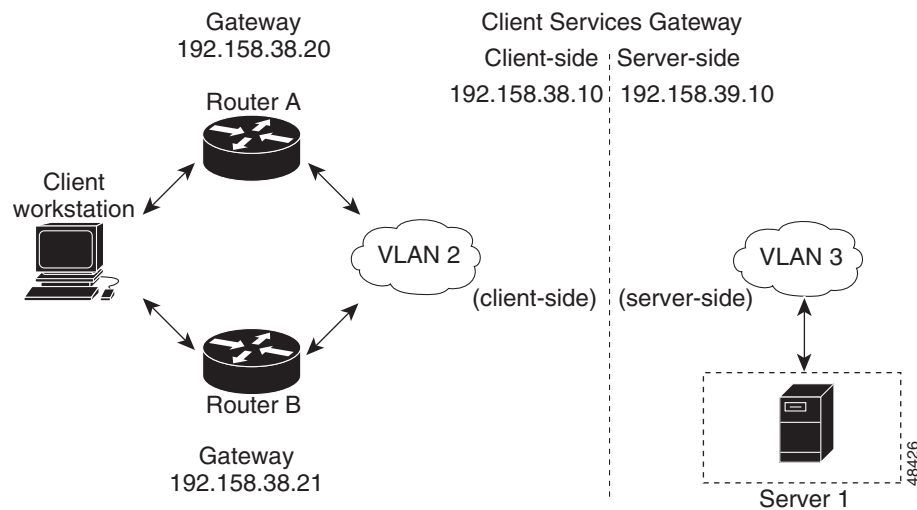 Gateway
192.158.38.20
Router A
Client Services Gateway
Client-side
Server-side
192.158.38.10
192.158.39.10
Client
workstation
VLAN 2
VLAN 3
(client-side)
(server-side)
Router B
Gateway
192.158.38.21
Server 1
48426